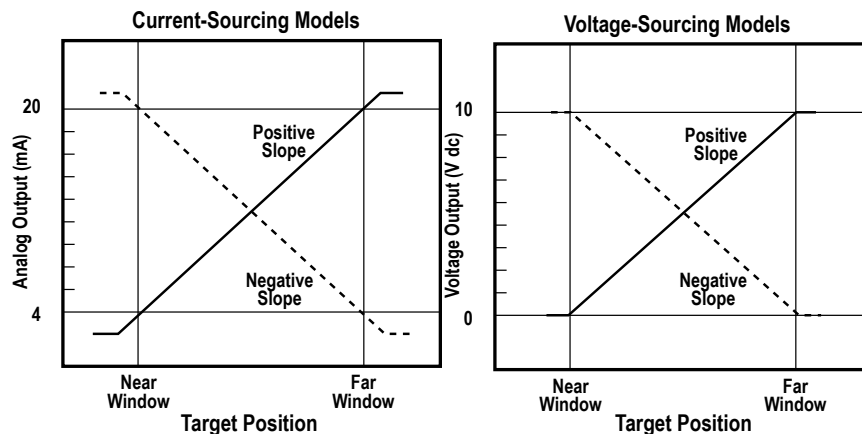 Current-Sourcing Models
Analog Output (mA)
20
4
Positive
Slope
Negative
Slope
Near
Window
Far
Window
Target Position
Voltage-Sourcing Models
Voltage Output (V dc)
10
0
Positive
Slope
Negative
Slope
Near
Window
Far
Window
Target Position